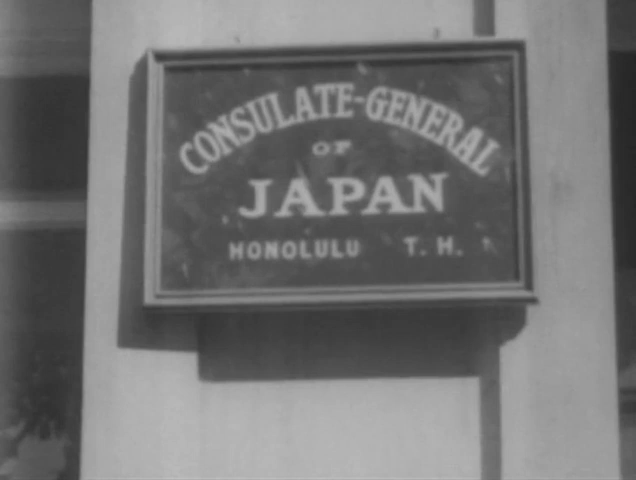 CONSULATE-GENERAL
OF
JAPAN
HONOLULU T. H.